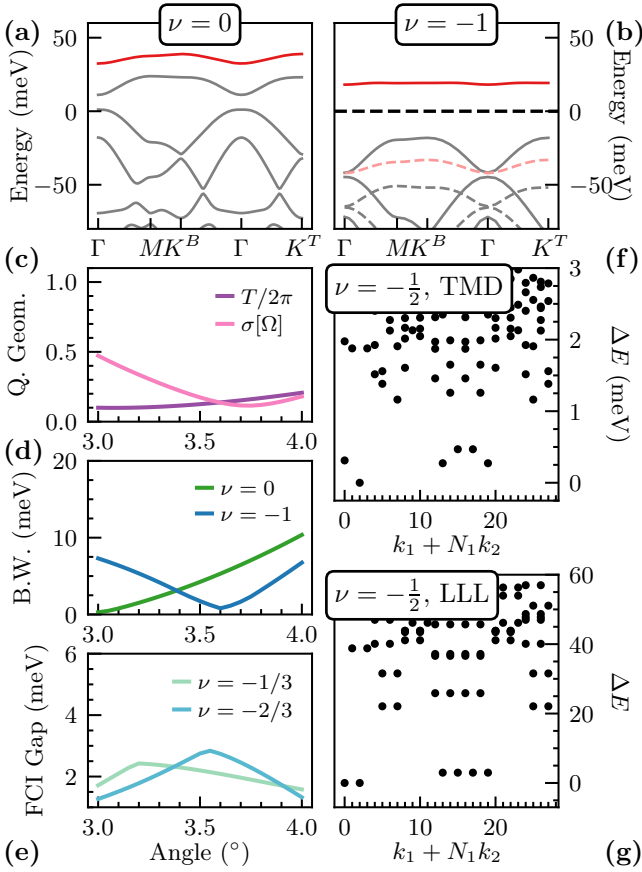 (a)
ν = 0
50
0
−50
Energy (meV)
Γ
M
K^B
Γ
K^T
(b)
ν = −1
50
0
−50
Energy (meV)
Γ
M
K^B
Γ
K^T
(c)
1.0
0.5
0.0
Q. Geom.
T/2π
σ[Ω]
3.0
3.5
4.0
(d)
20
10
0
B.W. (meV)
ν = 0
ν = −1
3.0
3.5
4.0
6
4
2
FCI Gap (meV)
ν = −1/3
ν = −2/3
3.0
3.5
4.0
(e)
Angle (°)
(f)
ν = −1/2, TMD
3
2
1
0
ΔE (meV)
0
10
20
k₁ + N₁k₂
ν = −1/2, LLL
60
40
20
0
ΔE
0
10
20
k₁ + N₁k₂
(g)